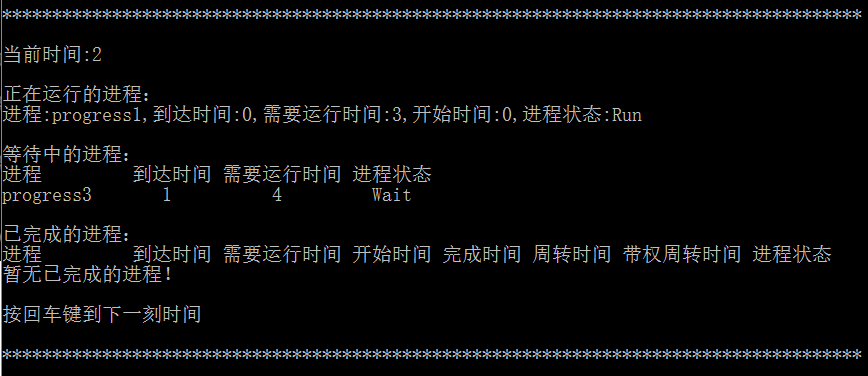 **************************************************************************************
当前时间:2
正在运行的进程:
进程:progress1,到达时间:0,需要运行时间:3,开始时间:0,进程状态:Run
等待中的进程:
进程 到达时间 需要运行时间 进程状态
progress3 1 4 Wait
已完成的进程:
进程 到达时间 需要运行时间 开始时间 完成时间 周转时间 带权周转时间 进程状态
暂无已完成的进程!
按回车键到下一刻时间
**************************************************************************************